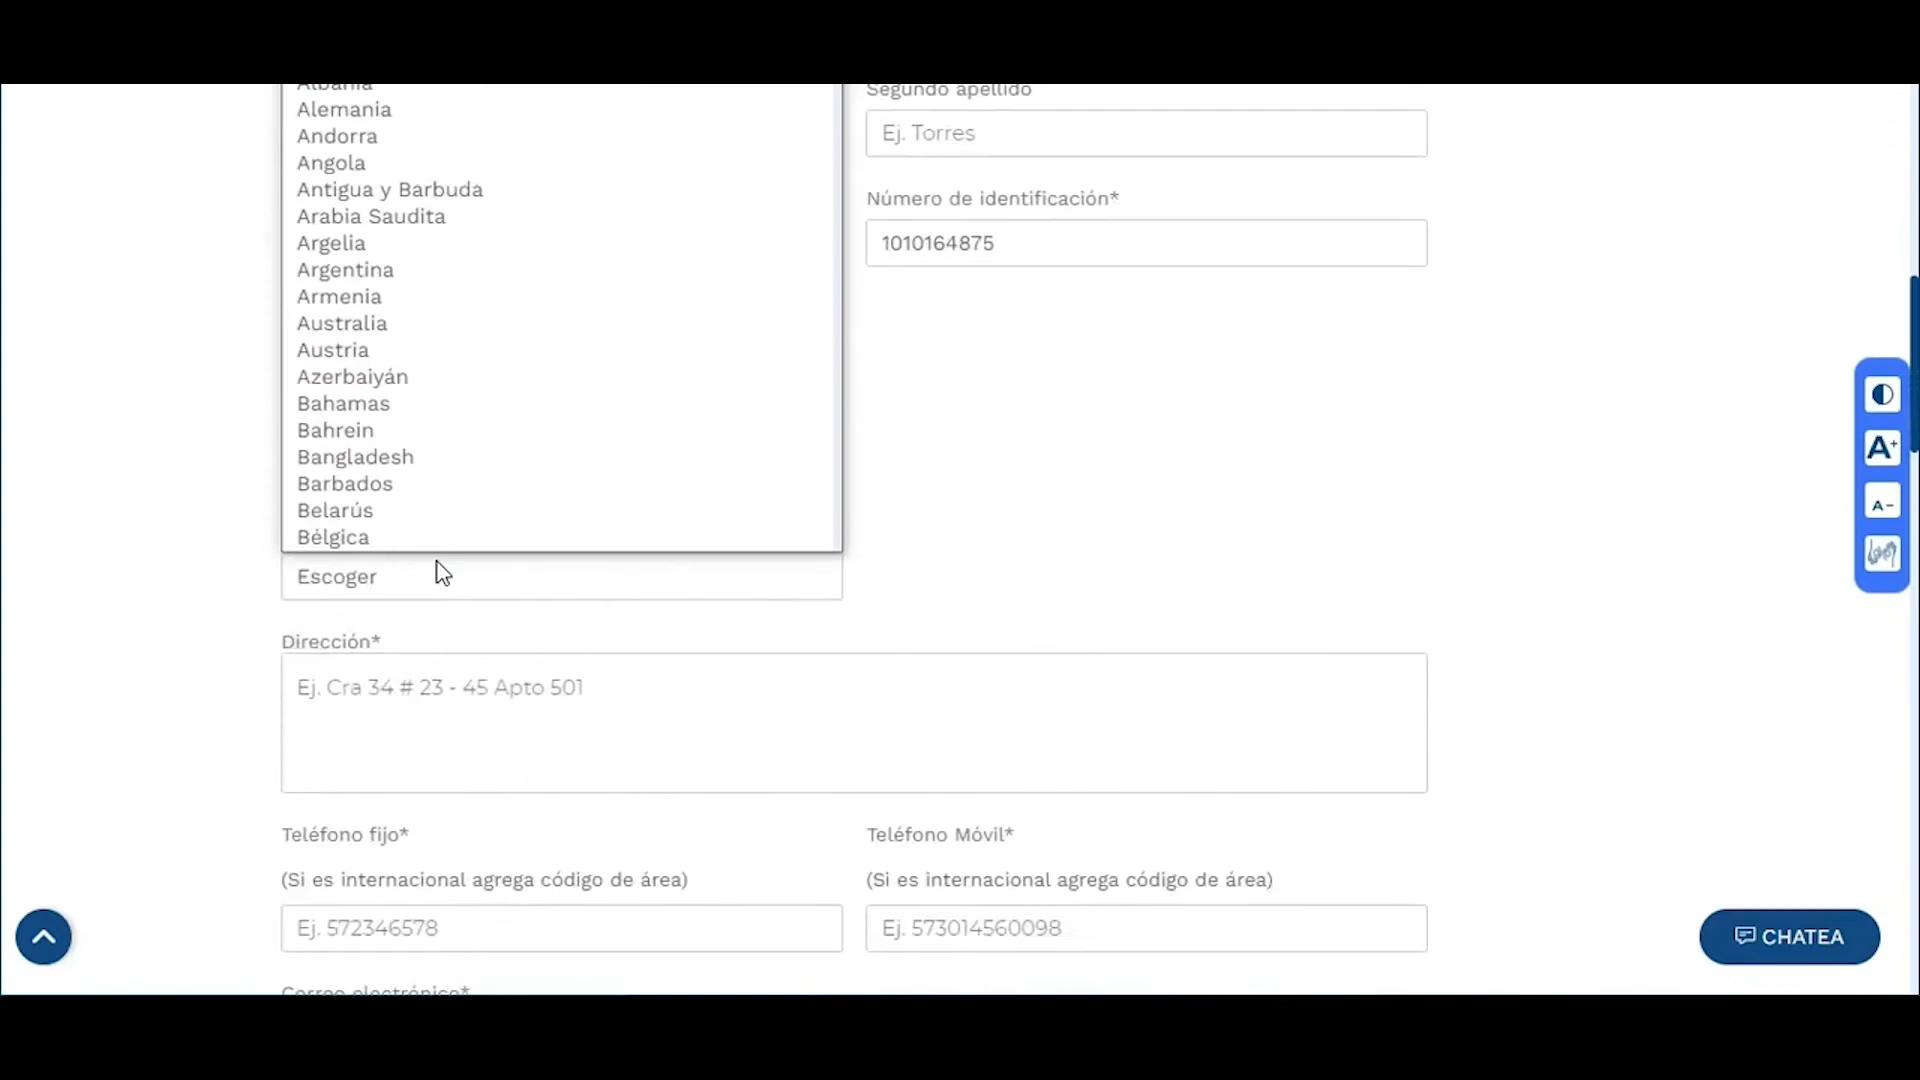 Albania
Alemania
Andorra
Angola
Antigua y Barbuda
Arabia Saudita
Argelia
Argentina
Armenia
Australia
Austria
Azerbaiyán
Bahamas
Bahrein
Bangladesh
Barbados
Belarús
Bélgica
Escoger
Segundo apellido
Ej. Torres
Número de identificación*
1010164875
Dirección*
Ej. Cra 34 # 23 - 45 Apto 501
Teléfono fijo*
(Si es internacional agrega código de área)
Ej. 572346578
Teléfono Móvil*
(Si es internacional agrega código de área)
Ej. 573014560098
Correo electrónico*
A+
A-
CHATEA